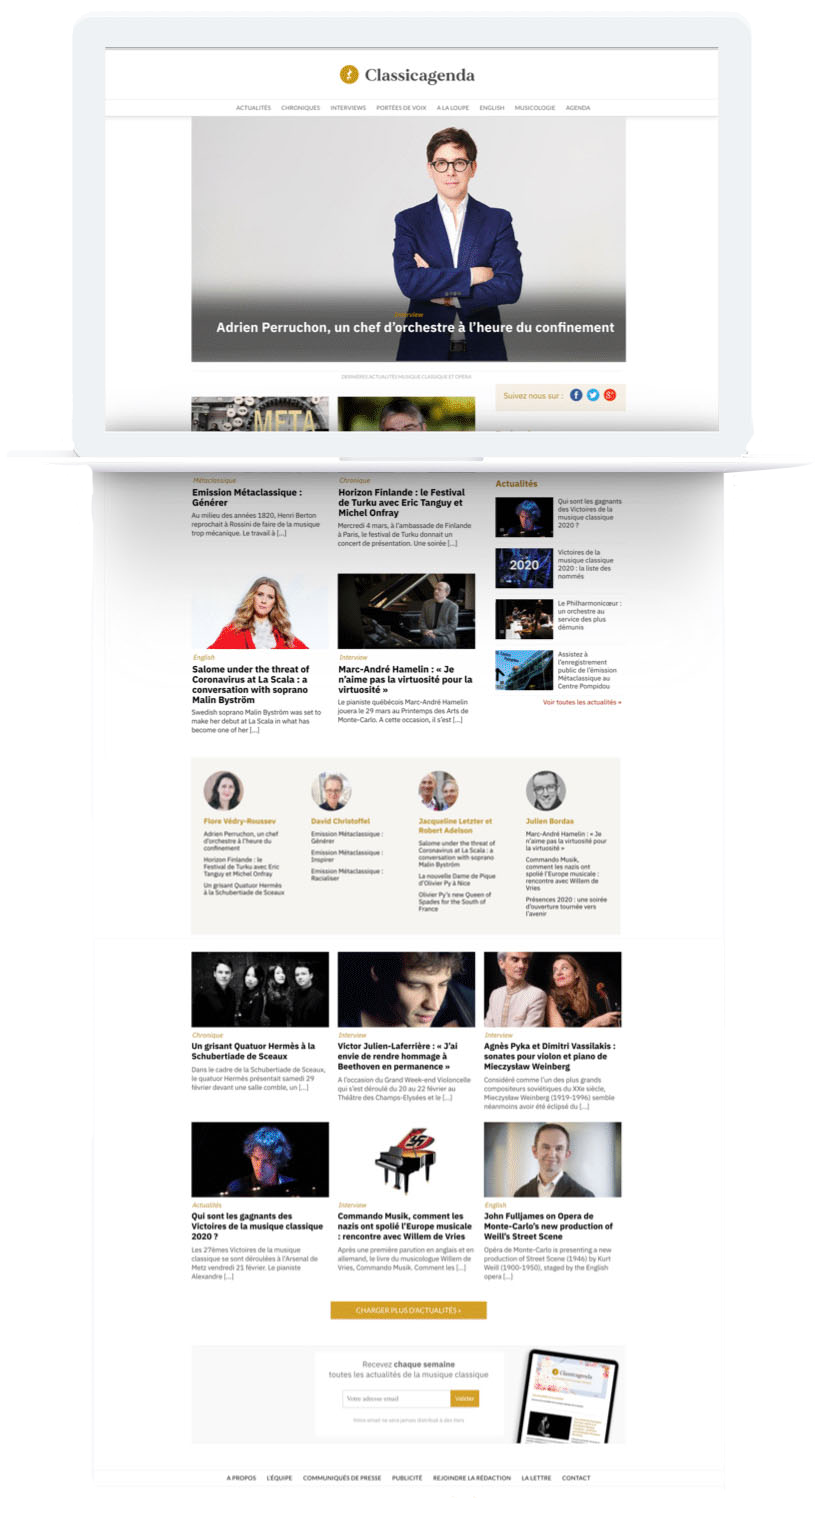 Classicagenda
ACTUALITÉS CHRONIQUES INTERVIEWS PORTÉES DE VOIX A LA LOUPE ENGLISH MUSICOLOGIE AGENDA
Interview
Adrien Perruchon, un chef d'orchestre à l'heure du confinement
DERNIÈRES ACTUALITÉS MUSIQUE CLASSIQUE ET OPÉRA
Suivez nous sur :
META
Métaclassique
Emission Métaclassique :
Générer
Au milieu des années 1820, Henri Berton
reprochait à Rossini de faire de la musique
trop mécanique. Le travail à [...]
Chronique
Horizon Finlande : le Festival
de Turku avec Eric Tanguy et
Michel Onfray
Mercredi 4 mars, à l'ambassade de Finlande
à Paris, le festival de Turku donnait un
concert de présentation. Une soirée [...]
Actualités
Qui sont les gagnants
des Victoires de la
musique classique
2020 ?
2020
Victoires de la
musique classique
2020 : la liste des
nommés
Le Philharmonicœur :
un orchestre au
service des plus
démunis
Assistez à
l'enregistrement
public de l'émission
Métaclassique au
Centre Pompidou
Voir toutes les actualités »
English
Salome under the threat of
Coronavirus at La Scala : a
conversation with soprano
Malin Byström
Swedish soprano Malin Byström was set to
make her debut at La Scala in what has
become one of her [...]
Interview
Marc-André Hamelin : « Je
n'aime pas la virtuosité pour la
virtuosité »
Le pianiste québécois Marc-André Hamelin
jouera le 29 mars au Printemps des Arts de
Monte-Carlo. A cette occasion, il s'est [...]
Flore Védry-Roussev
Adrien Perruchon, un chef
d'orchestre à l'heure du
confinement
Horizon Finlande : le
Festival de Turku avec Eric
Tanguy et Michel Onfray
Un grisant Quatuor Hermès
à la Schubertiade de Sceaux
David Christoffel
Emission Métaclassique :
Générer
Emission Métaclassique :
Inspirer
Emission Métaclassique :
Racialiser
Jacqueline Letzter et
Robert Adelson
Salome under the threat of
Coronavirus at La Scala : a
conversation with soprano
Malin Byström
La nouvelle Dame de Pique
d'Olivier Py à Nice
Olivier Py's new Queen of
Spades for the South of
France
Julien Bordas
Marc-André Hamelin : « Je
n'aime pas la virtuosité pour
la virtuosité »
Commando Musik,
comment les nazis ont
spolié l'Europe musicale :
rencontre avec Willem de
Vries
Présences 2020 : une soirée
d'ouverture tournée vers
l'avenir
Chronique
Un grisant Quatuor Hermès à la
Schubertiade de Sceaux
Dans le cadre de la Schubertiade de Sceaux,
le quatuor Hermès présentait samedi 29
février devant une salle comble, un [...]
Interview
Victor Julien-Laferrière : « J'ai
envie de rendre hommage à
Beethoven en permanence »
A l'occasion du Grand Week-end Violoncelle
qui s'est déroulé du 20 au 22 février au
Théâtre des Champs-Elysées et le [...]
Interview
Agnès Pyka et Dimitri Vassilakis :
sonates pour violon et piano de
Mieczysław Weinberg
Considéré comme l'un des plus grands
compositeurs soviétiques du XXe siècle,
Mieczysław Weinberg (1919-1996) semble
néanmoins avoir été éclipsé du [...]
Actualités
Qui sont les gagnants des
Victoires de la musique classique
2020 ?
Les 27èmes Victoires de la musique
classique se sont déroulées à l'Arsenal de
Metz vendredi 21 février. Le pianiste
Alexandre [...]
Interview
Commando Musik, comment les
nazis ont spolié l'Europe musicale
: rencontre avec Willem de Vries
Après une première parution en anglais et en
allemand, le livre du musicologue Willem de
Vries, Commando Musik. Comment les [...]
English
John Fulljames on Opera de
Monte-Carlo's new production of
Weill's Street Scene
Opéra de Monte-Carlo is presenting a new
production of Street Scene (1946) by Kurt
Weill (1900-1950), staged by the English
opera [...]
CHARGER PLUS D'ACTUALITÉS »
Recevez chaque semaine
toutes les actualités de la musique classique
Votre adresse email
Valider
Votre email ne sera jamais distribué à des tiers
Classicagenda
A PROPOS L'ÉQUIPE COMMUNIQUÉS DE PRESSE PUBLICITÉ REJOINDRE LA RÉDACTION LA LETTRE CONTACT